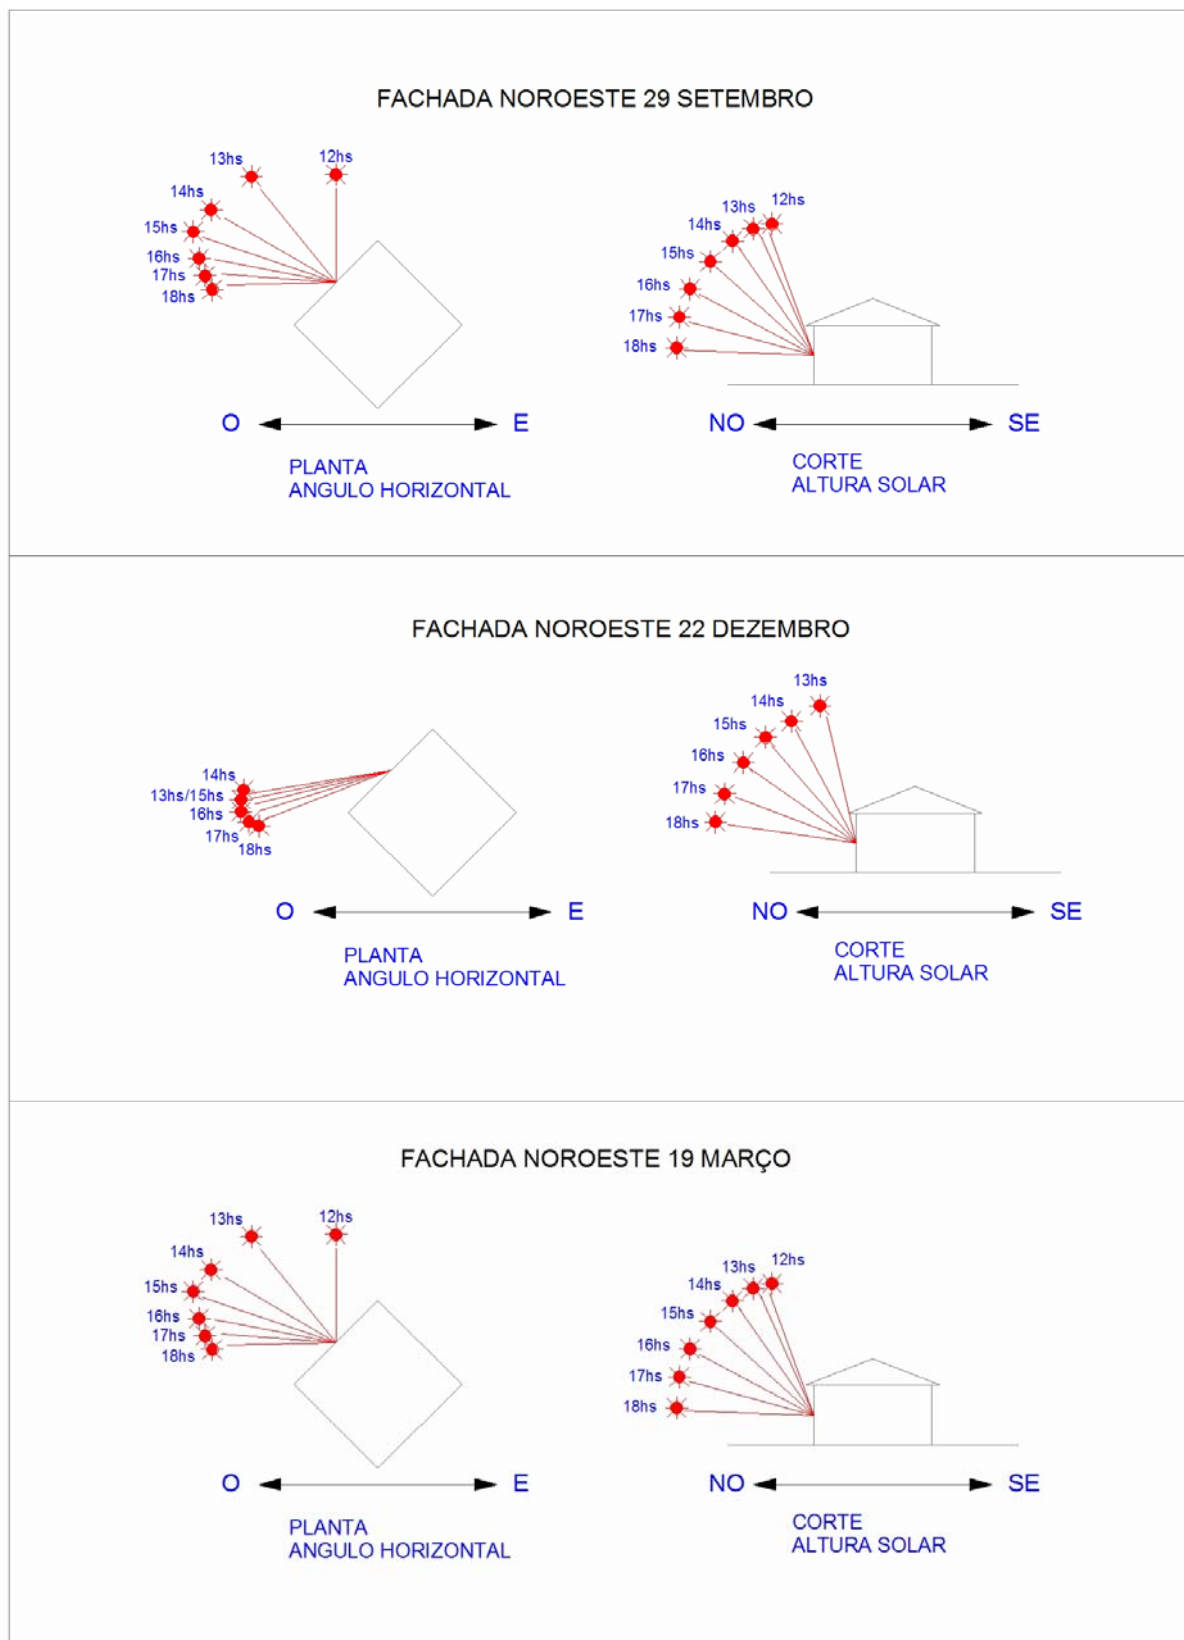 FACHADA NOROESTE 29 SETEMBRO
13hs
12hs
14hs
15hs
16hs
17hs
18hs
12hs
13hs
14hs
15hs
16hs
17hs
18hs
O
E
NO
SE
PLANTA
ANGULO HORIZONTAL
CORTE
ALTURA SOLAR
FACHADA NOROESTE 22 DEZEMBRO
14hs
13hs/15hs
16hs
17hs
18hs
13hs
14hs
15hs
16hs
17hs
18hs
O
E
NO
SE
PLANTA
ANGULO HORIZONTAL
CORTE
ALTURA SOLAR
FACHADA NOROESTE 19 MARÇO
13hs
12hs
14hs
15hs
16hs
17hs
18hs
12hs
13hs
14hs
15hs
16hs
17hs
18hs
O
E
NO
SE
PLANTA
ANGULO HORIZONTAL
CORTE
ALTURA SOLAR